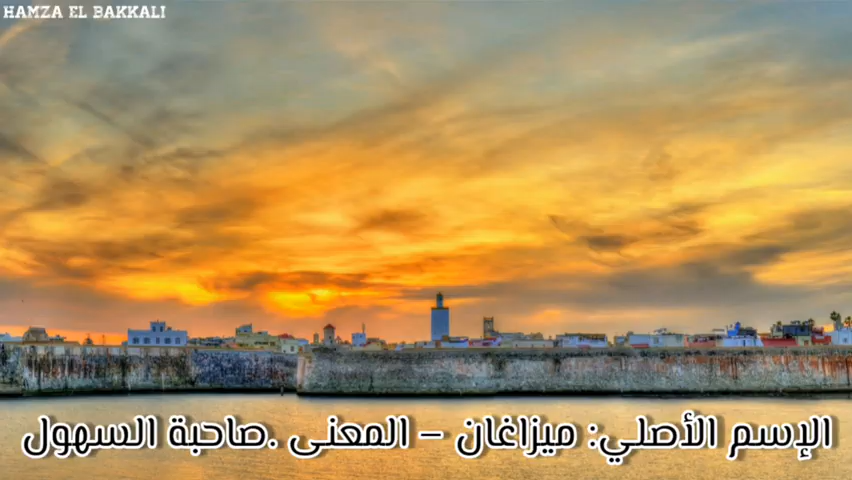 HAMZA EL BAKKALI
الإسم الأصلي: ميزاغان – المعنى .صاحبة السهول